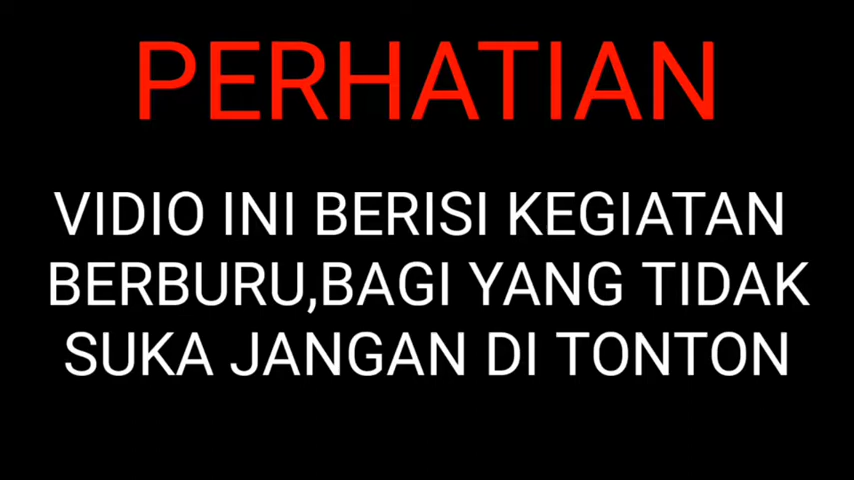 PERHATIAN
VIDIO INI BERISI KEGIATAN
BERBURU,BAGI YANG TIDAK
SUKA JANGAN DI TONTON